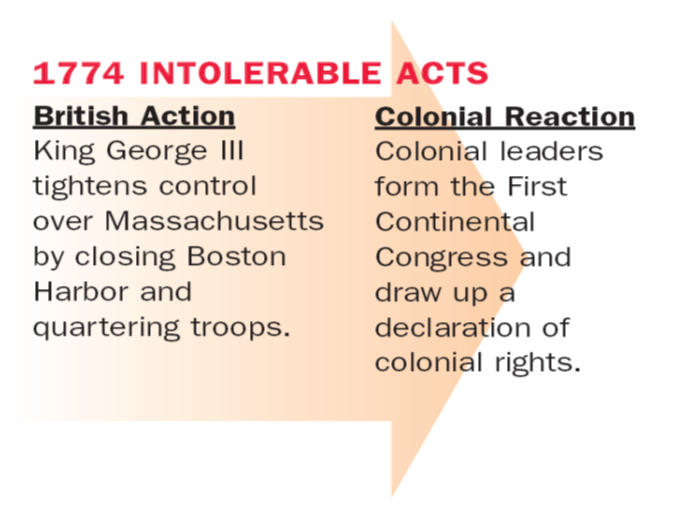 1774 INTOLERABLE ACTS
British Action
King George III
tightens control
over Massachusetts
by closing Boston
Harbor and
quartering troops.
Colonial Reaction
Colonial leaders
form the First
Continental
Congress and
draw up a
declaration of
colonial rights.